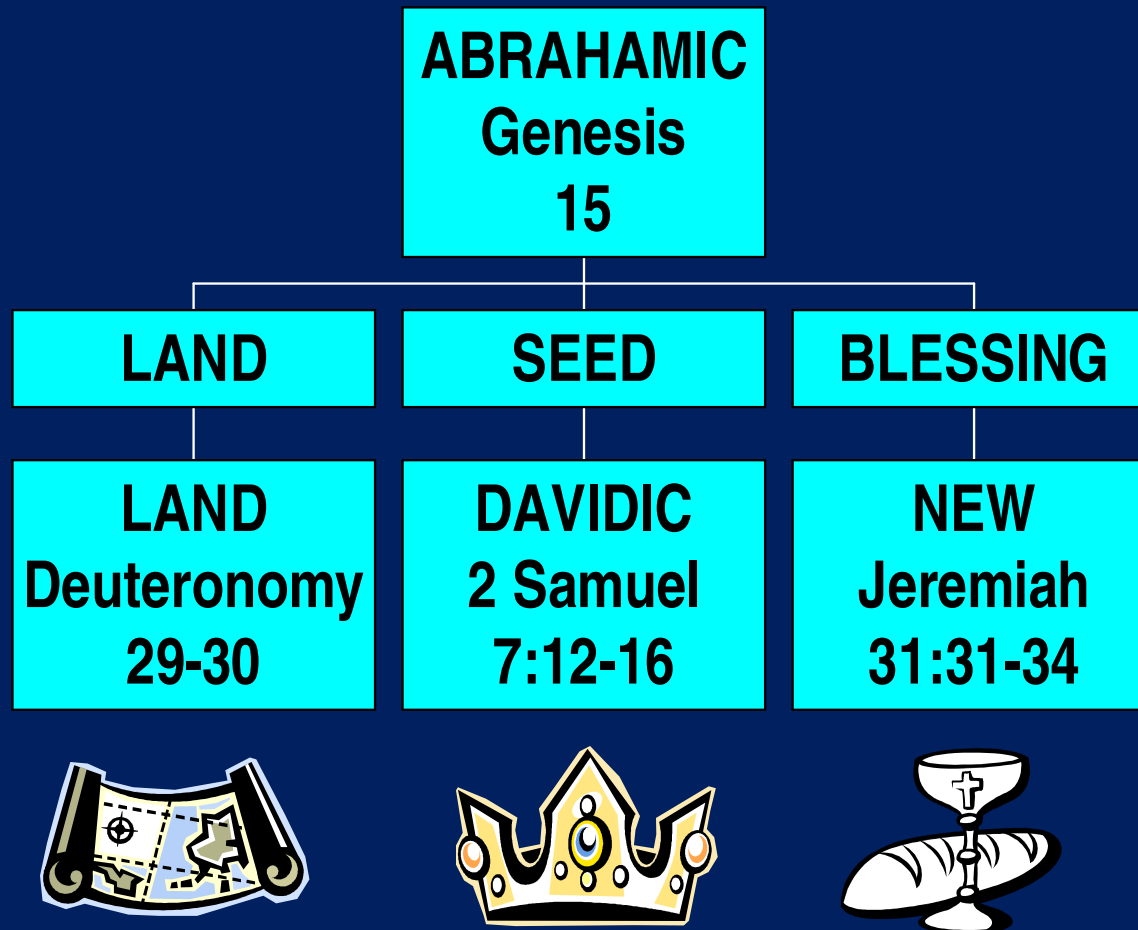 ABRAHAMIC
Genesis
15
LAND
SEED
BLESSING
LAND
Deuteronomy
29-30
DAVIDIC
2 Samuel
7:12-16
NEW
Jeremiah
31:31-34